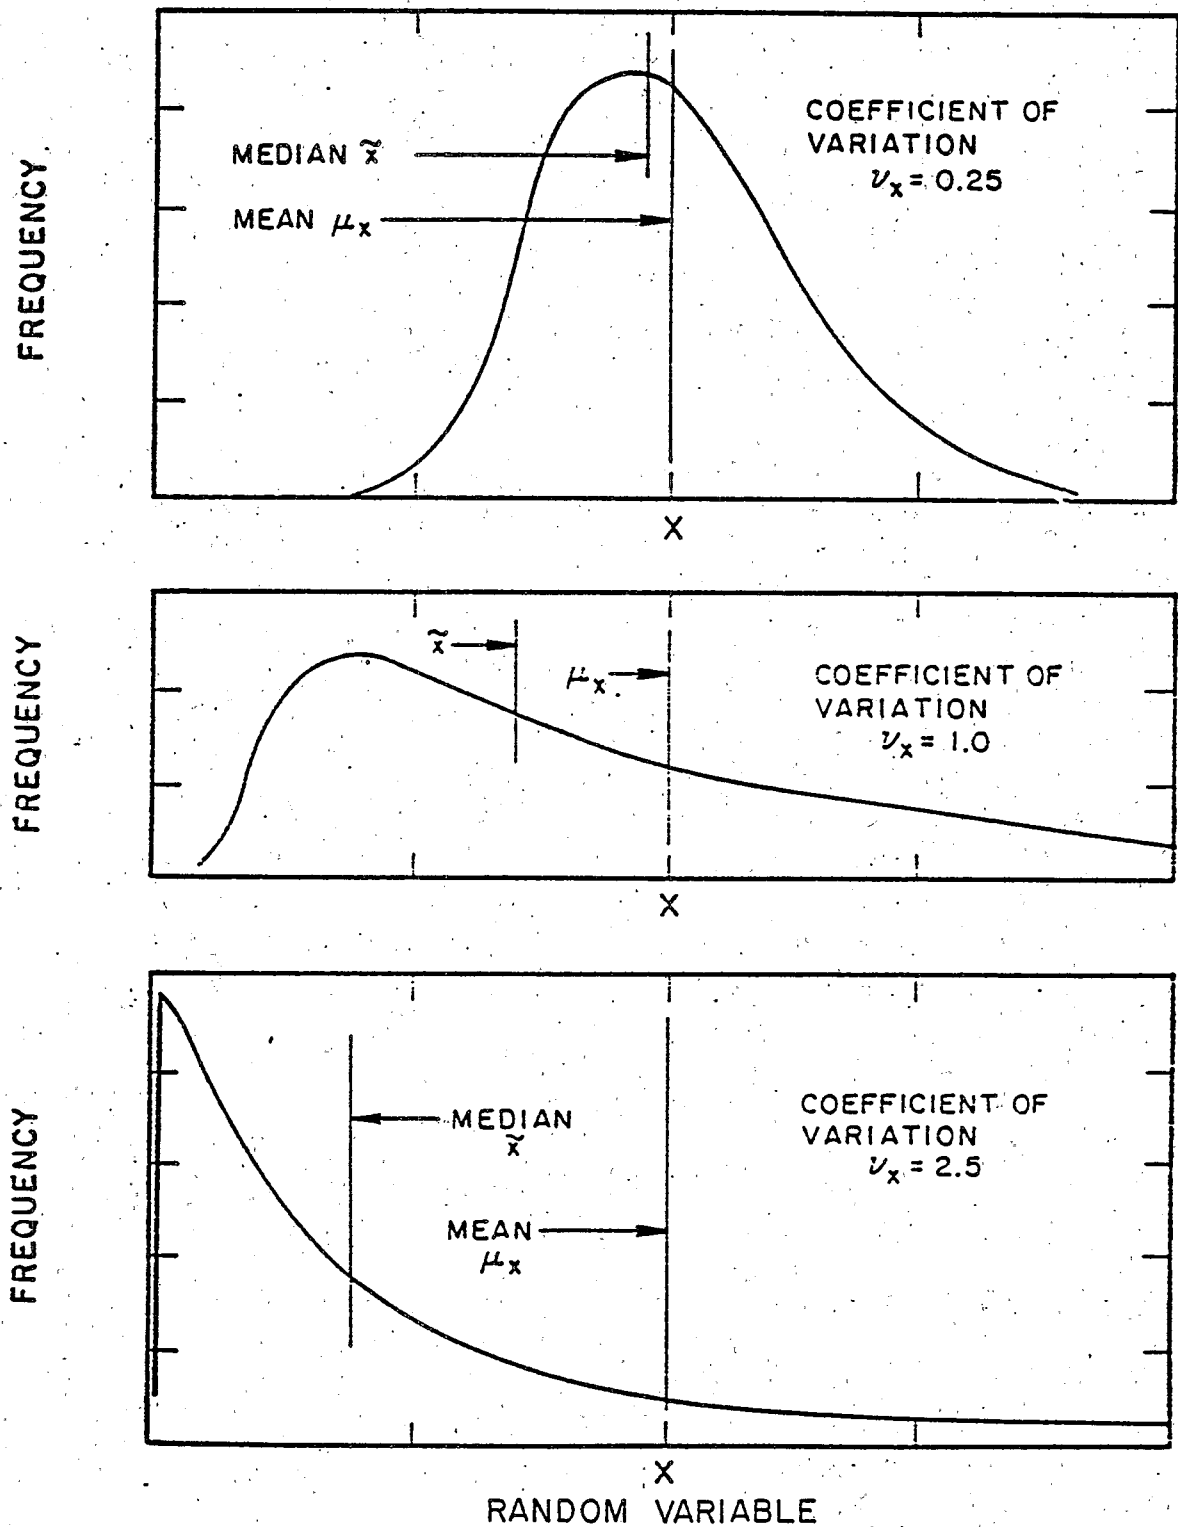 FREQUENCY
MEDIAN x̃
MEAN μx
COEFFICIENT OF
VARIATION
νx = 0.25
X
FREQUENCY
x̃
μx
COEFFICIENT OF
VARIATION
νx = 1.0
X
FREQUENCY
MEDIAN
x̃
MEAN
μx
COEFFICIENT OF
VARIATION
νx = 2.5
X
RANDOM VARIABLE